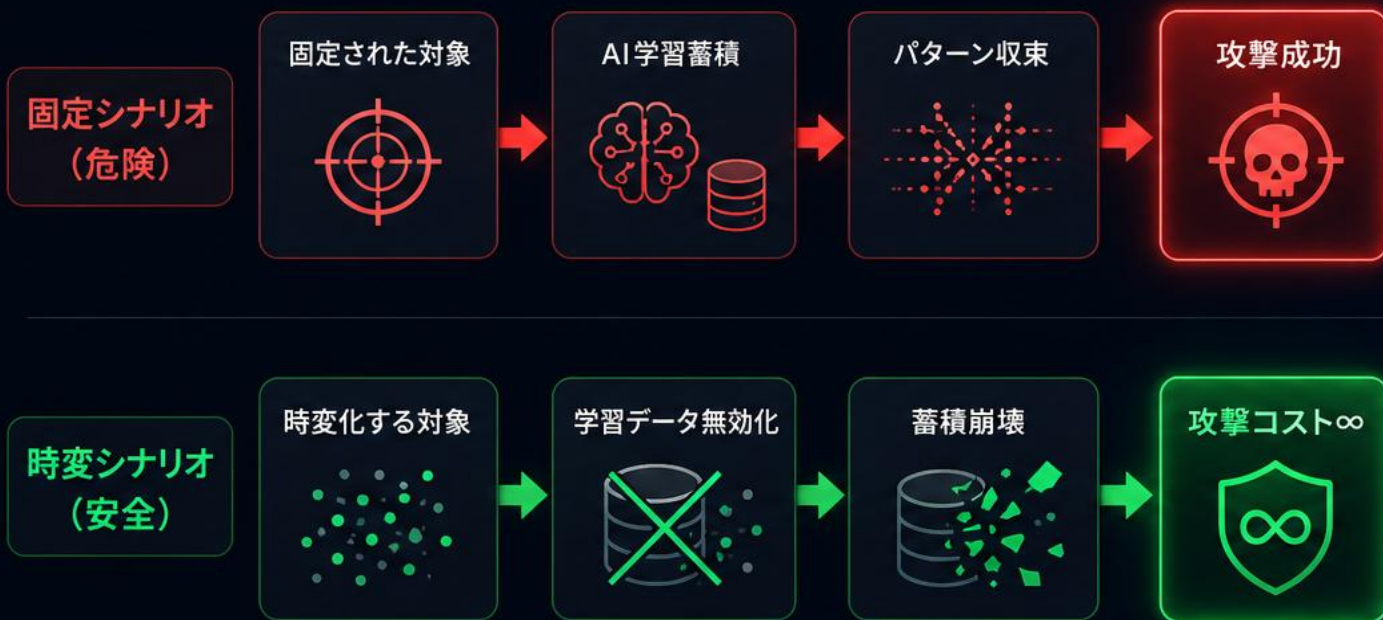 固定シナリオ
（危険）
固定された対象
AI学習蓄積
パターン収束
攻撃成功
時変シナリオ
（安全）
時変化する対象
学習データ無効化
蓄積崩壊
攻撃コスト∞
∞